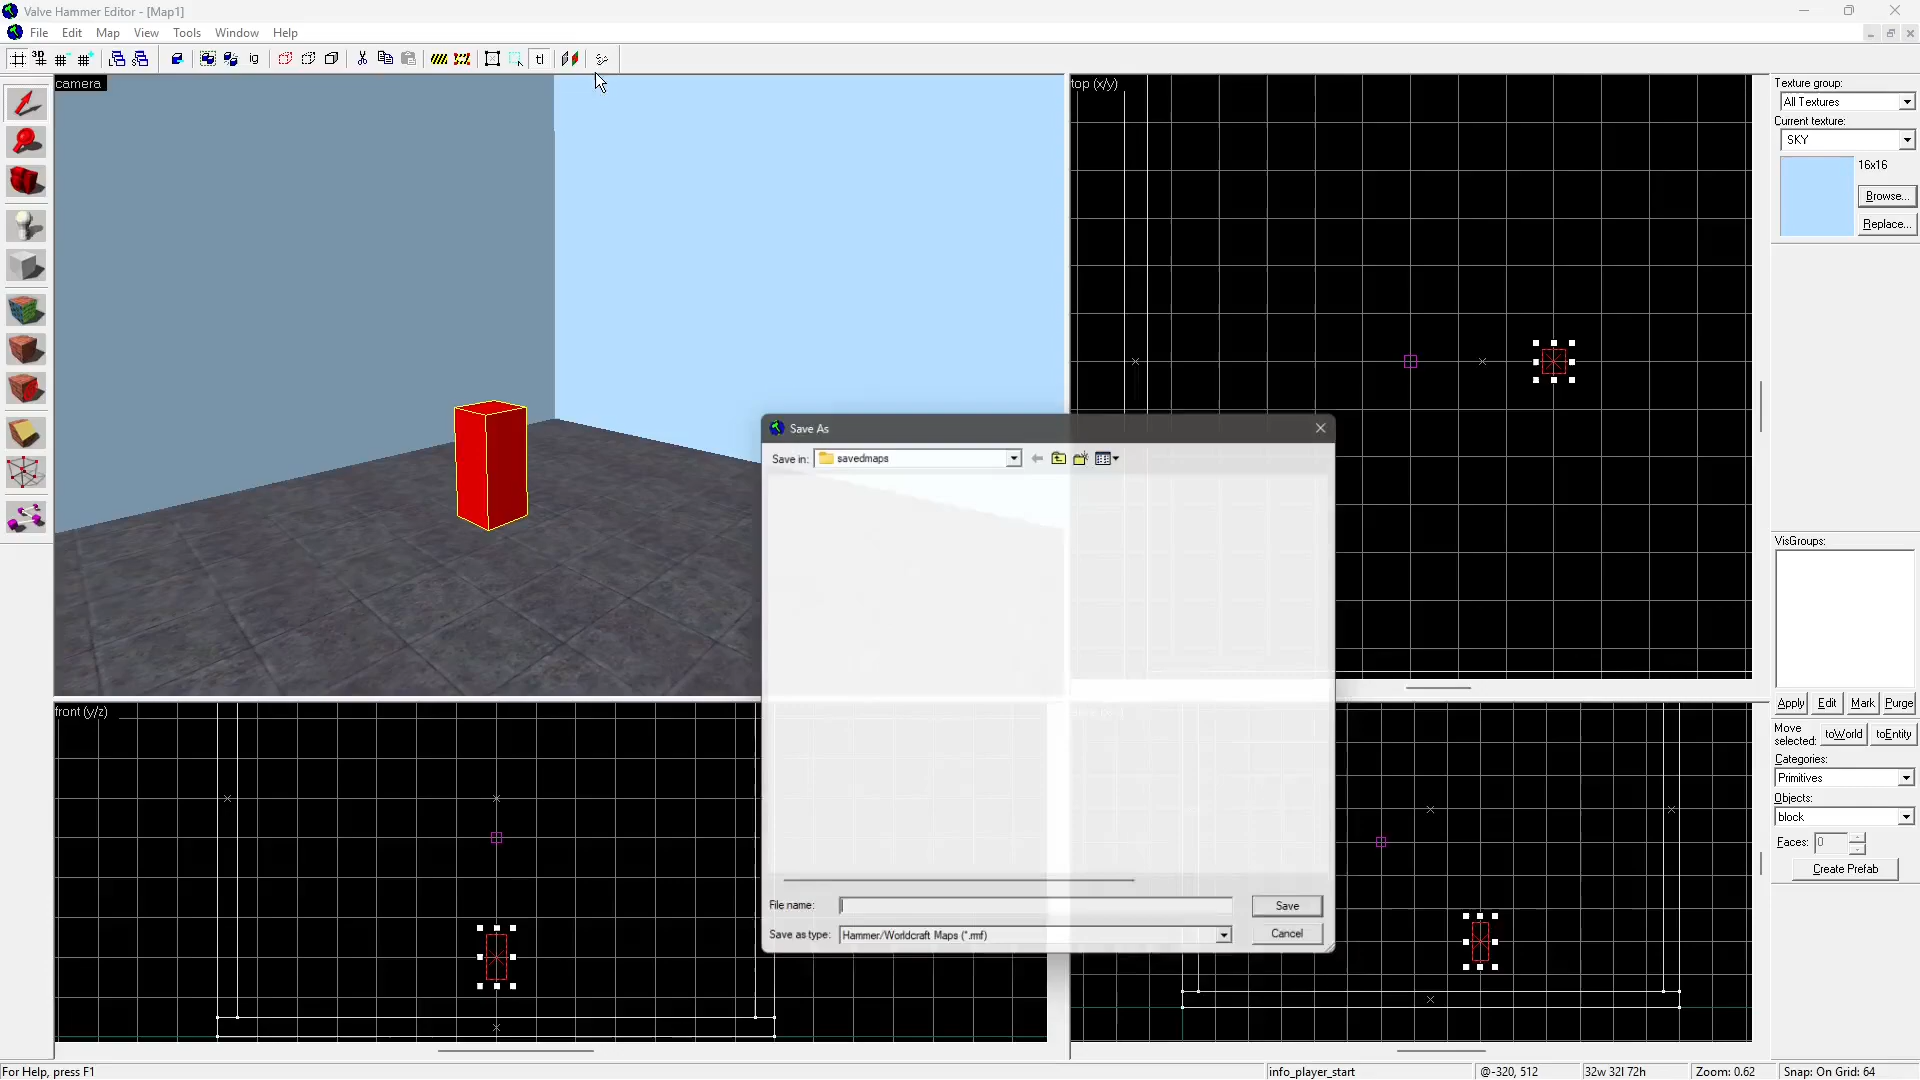 Valve Hammer Editor - [Map1]
File Edit Map View Tools Window Help
3D
ig
tl
camera
top (x/y)
Texture group:
All Textures
Current texture:
SKY
16x16
Browse...
Replace...
Save As
Save in: savedmaps
File name:
Save
Save as type: Hammer/Worldcraft Maps (*.rmf)
Cancel
front (y/z)
VisGroups:
Apply Edit Mark Purge
Move selected: toWorld toEntity
Categories:
Primitives
Objects:
block
Faces: 0
Create Prefab
For Help, press F1
info_player_start
@-320, 512
32w 32l 72h
Zoom: 0.62
Snap: On Grid: 64